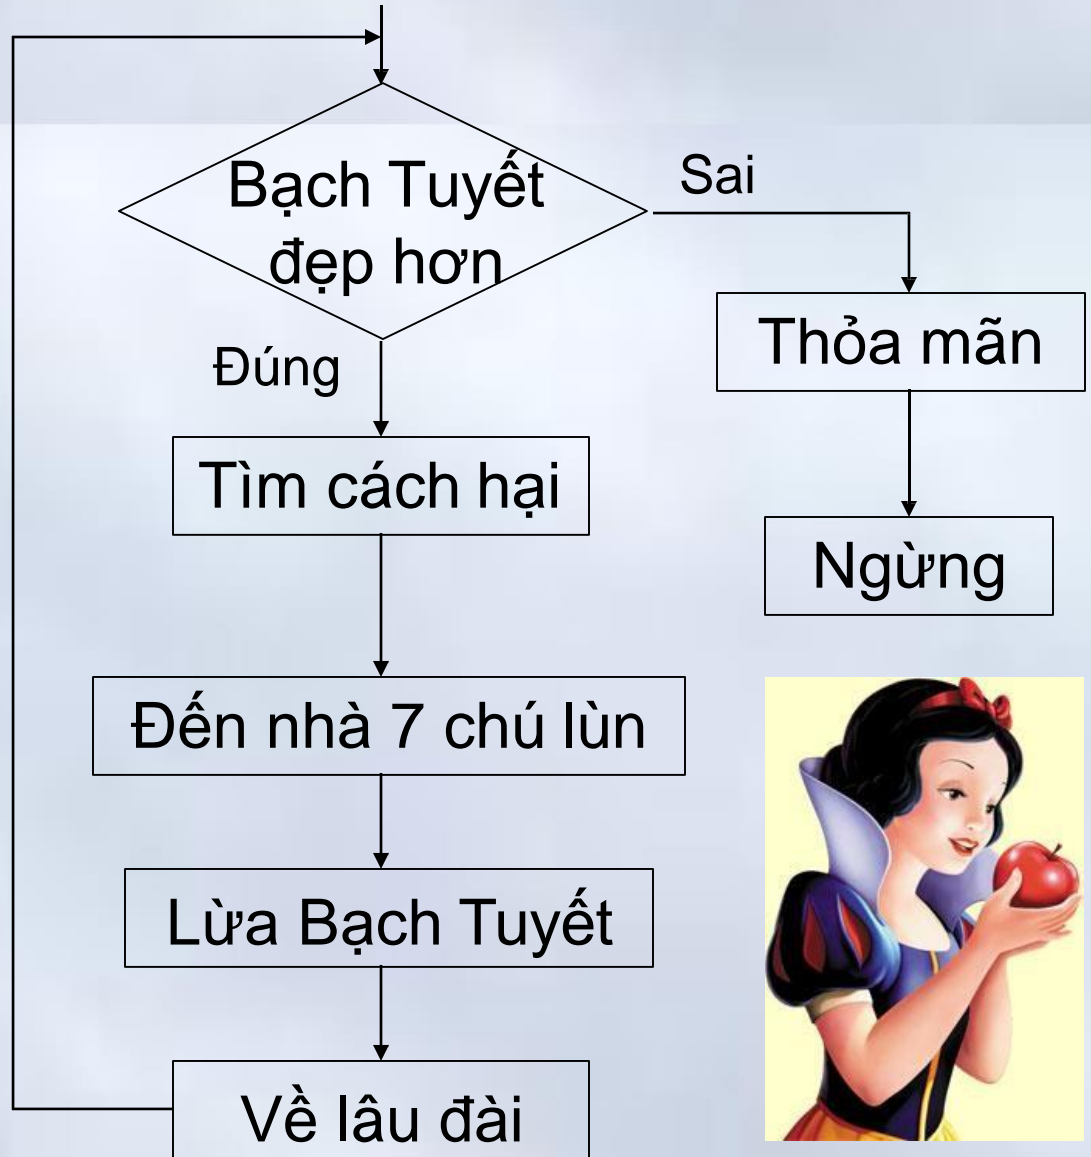 Bạch Tuyết
đẹp hơn
Sai
Đúng
Thỏa mãn
Tìm cách hại
Ngừng
Đến nhà 7 chú lùn
Lừa Bạch Tuyết
Về lâu đài